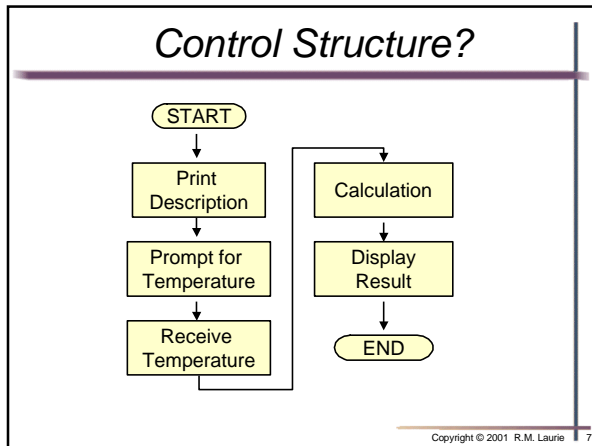 Control Structure?
START
Print
Description
Prompt for
Temperature
Receive
Temperature
Calculation
Display
Result
END
Copyright © 2001 R.M. Laurie 7